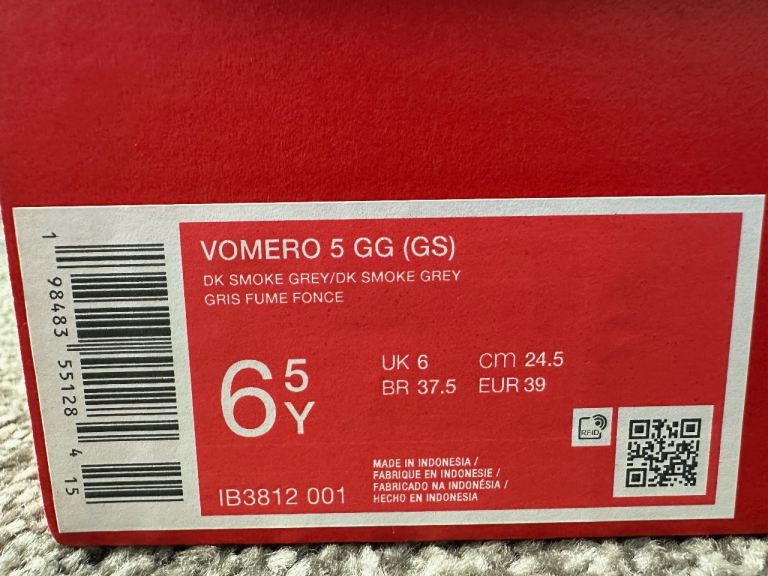 VOMERO 5 GG (GS)
DK SMOKE GREY/DK SMOKE GREY
GRIS FUME FONCE
6 5 Y
UK 6 cm 24.5
BR 37.5 EUR 39
RFID
MADE IN INDONESIA /
FABRIQUE EN INDONESIE /
FABRICADO NA INDONÉSIA /
HECHO EN INDONESIA
IB3812 001
1 98483 55128 4 15